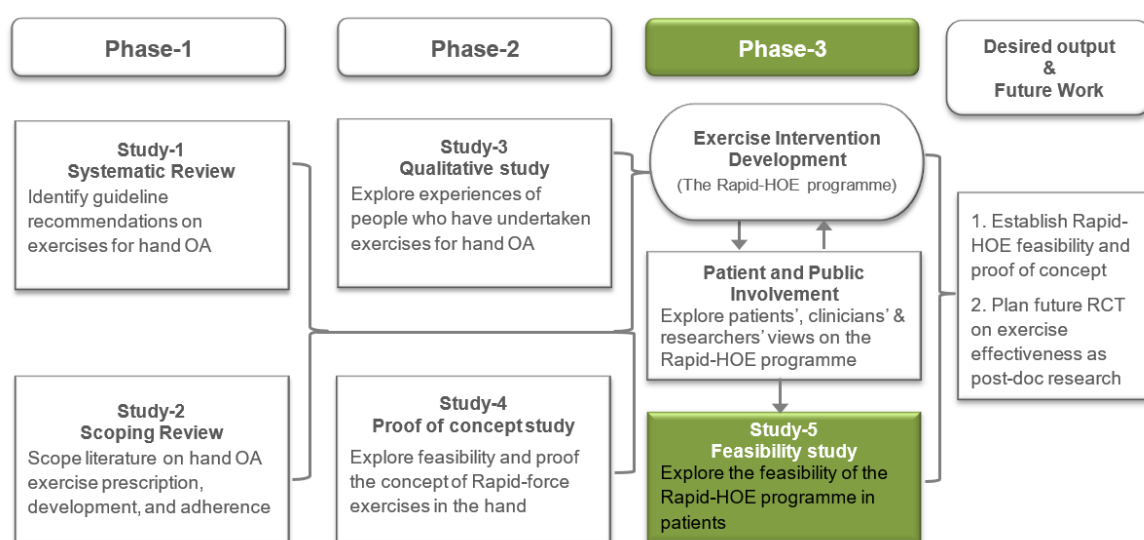 Phase-1
Phase-2
Phase-3
Desired output
&
Future Work
Study-1
Systematic Review
Identify guideline
recommendations on
exercises for hand OA
Study-2
Scoping Review
Scope literature on hand OA
exercise prescription,
development, and adherence
Study-3
Qualitative study
Explore experiences of
people who have undertaken
exercises for hand OA
Study-4
Proof of concept study
Explore feasibility and proof
the concept of Rapid-force
exercises in the hand
Exercise Intervention
Development
(The Rapid-HOE programme)
Patient and Public
Involvement
Explore patients’, clinicians’ &
researchers’ views on the
Rapid-HOE programme
Study-5
Feasibility study
Explore the feasibility of the
Rapid-HOE programme in
patients
1. Establish Rapid-
HOE feasibility and
proof of concept
2. Plan future RCT
on exercise
effectiveness as
post-doc research